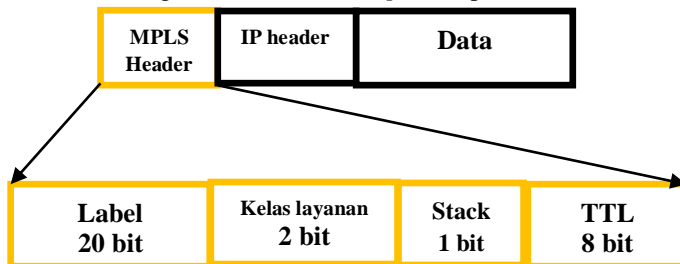 MPLS
Header
IP header
Data
Label
20 bit
Kelas layanan
2 bit
Stack
1 bit
TTL
8 bit